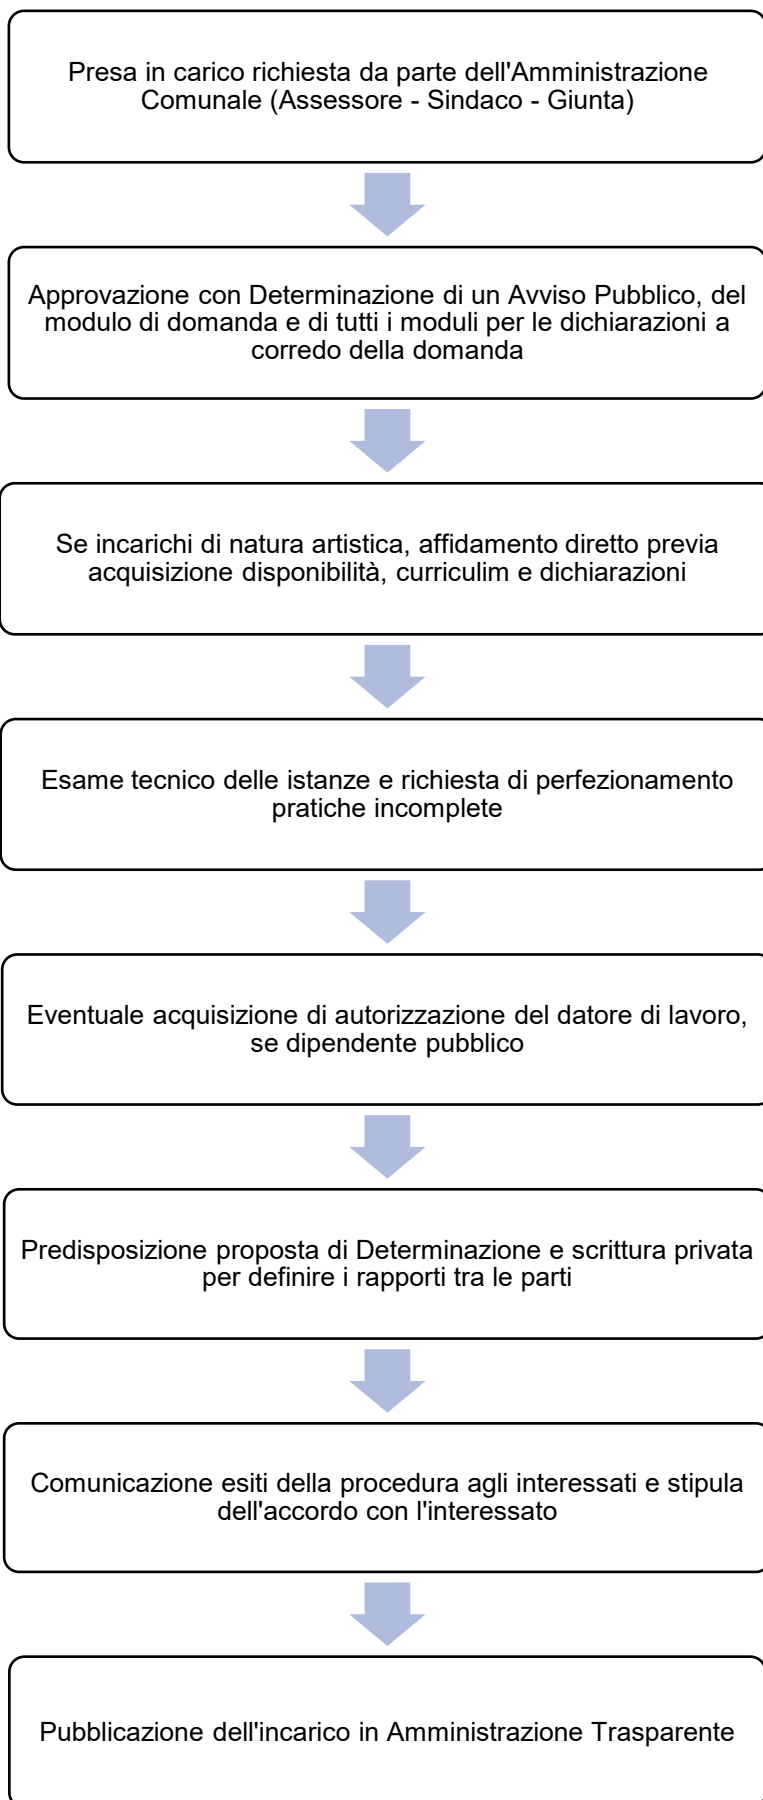 Presa in carico richiesta da parte dell'Amministrazione
Comunale (Assessore - Sindaco - Giunta)
Approvazione con Determinazione di un Avviso Pubblico, del
modulo di domanda e di tutti i moduli per le dichiarazioni a
corredo della domanda
Se incarichi di natura artistica, affidamento diretto previa
acquisizione disponibilità, curriculim e dichiarazioni
Esame tecnico delle istanze e richiesta di perfezionamento
pratiche incomplete
Eventuale acquisizione di autorizzazione del datore di lavoro,
se dipendente pubblico
Predisposizione proposta di Determinazione e scrittura privata
per definire i rapporti tra le parti
Comunicazione esiti della procedura agli interessati e stipula
dell'accordo con l'interessato
Pubblicazione dell'incarico in Amministrazione Trasparente